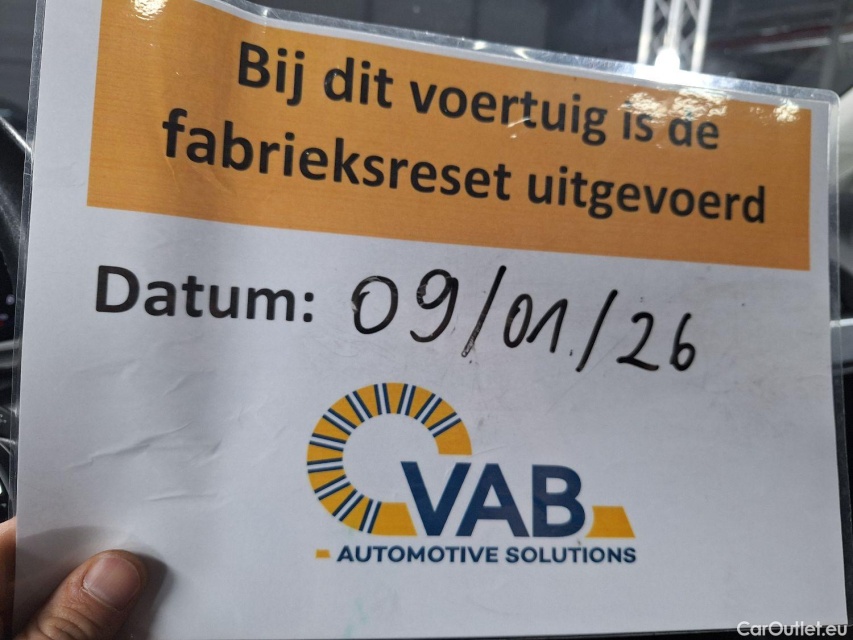 Bij dit voertuig is de
fabrieksreset uitgevoerd
Datum: 09/01/26
VAB
AUTOMOTIVE SOLUTIONS
CarOutlet.eu